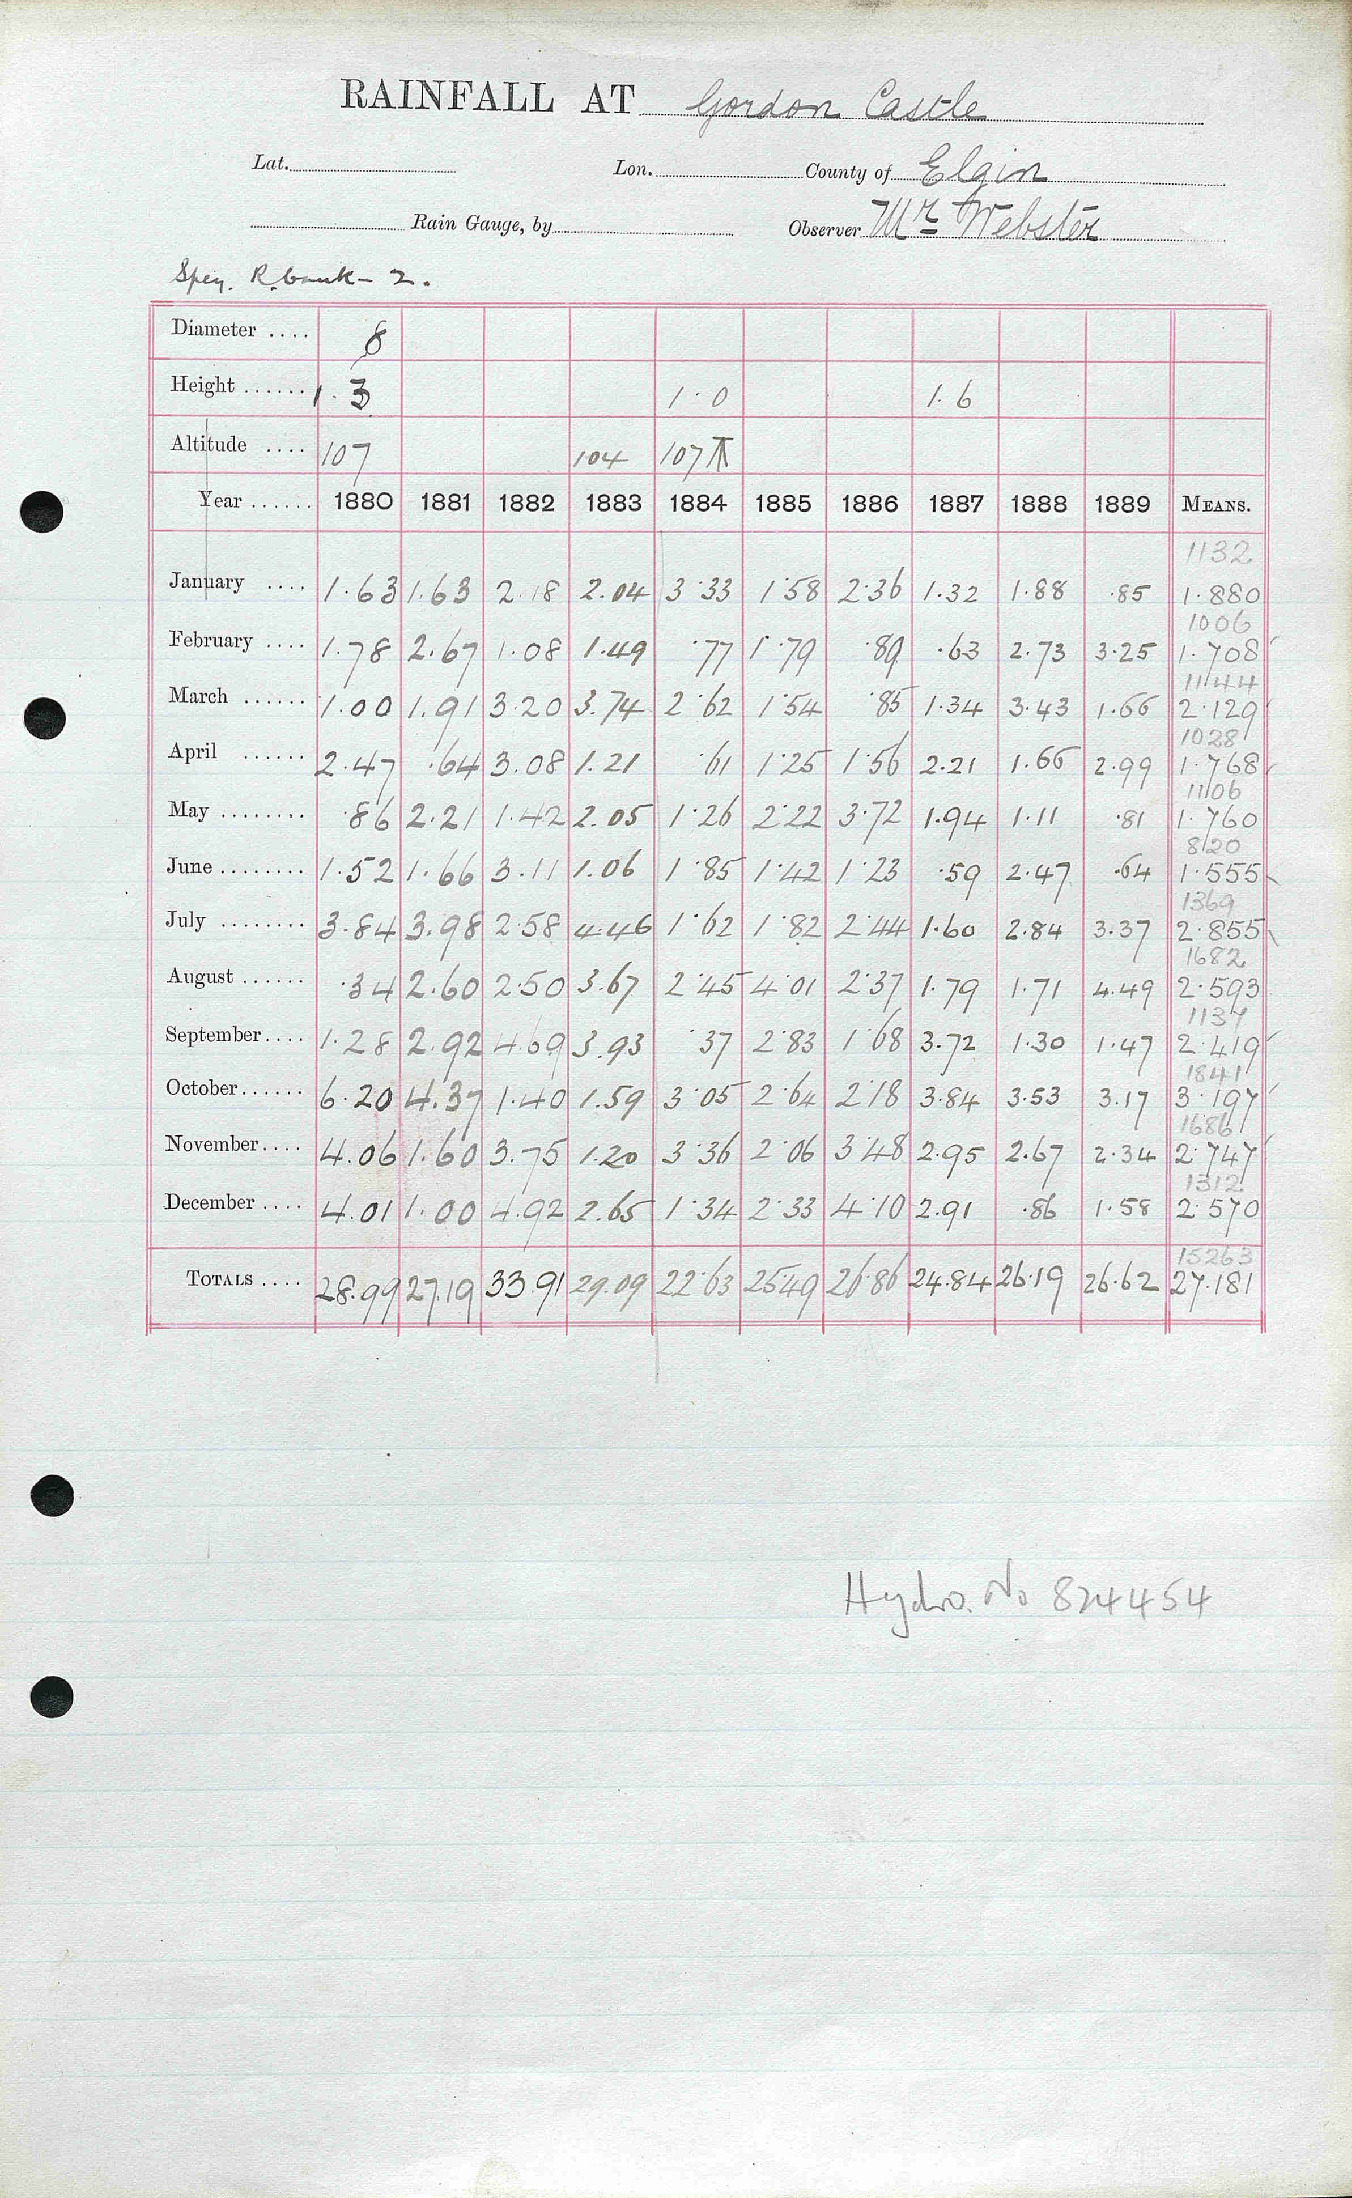 RAINFALL AT Gordon Castle
Lat. Lon. County of Elgin
Rain Gauge, by Observer Mr Webster
Spey. R. bank - 2.
Diameter .... 8
Height ...... 1.3 1.0 1.6
Altitude .... 107 104 107 T
Year ...... 1880 1881 1882 1883 1884 1885 1886 1887 1888 1889 MEANS.
1132
January .... 1.63 1.63 2.18 2.04 3.33 1.58 2.36 1.32 1.88 .85 1.880
1006
February .... 1.78 2.67 1.08 1.49 .77 1.79 .89 .63 2.73 3.25 1.708
1144
March ...... 1.00 1.91 3.20 3.74 2.62 1.54 .85 1.34 3.43 1.66 2.129
1028
April ...... 2.47 .64 3.08 1.21 .61 1.25 1.56 2.21 1.66 2.99 1.768
1106
May ........ .86 2.21 1.42 2.05 1.26 2.22 3.72 1.94 1.11 .81 1.760
820
June ........ 1.52 1.66 3.11 1.06 1.85 1.42 1.23 .59 2.47 .64 1.555
1369
July ........ 3.84 3.98 2.58 4.46 1.62 1.82 2.44 1.60 2.84 3.37 2.855
1682
August ...... .34 2.60 2.50 3.67 2.45 4.01 2.37 1.79 1.71 4.49 2.593
1137
September .... 1.28 2.92 4.69 3.93 .37 2.83 1.68 3.72 1.30 1.47 2.419
1841
October ...... 6.20 4.37 1.40 1.59 3.05 2.64 2.18 3.84 3.53 3.17 3.197
1686
November .... 4.06 1.60 3.75 1.20 3.36 2.06 3.48 2.95 2.67 2.34 2.747
1312
December .... 4.01 1.00 4.92 2.65 1.34 2.33 4.10 2.91 .86 1.58 2.570
15263
TOTALS .... 28.99 27.19 33.91 29.09 22.63 25.49 26.86 24.84 26.19 26.62 27.181
Hydro. No 824454